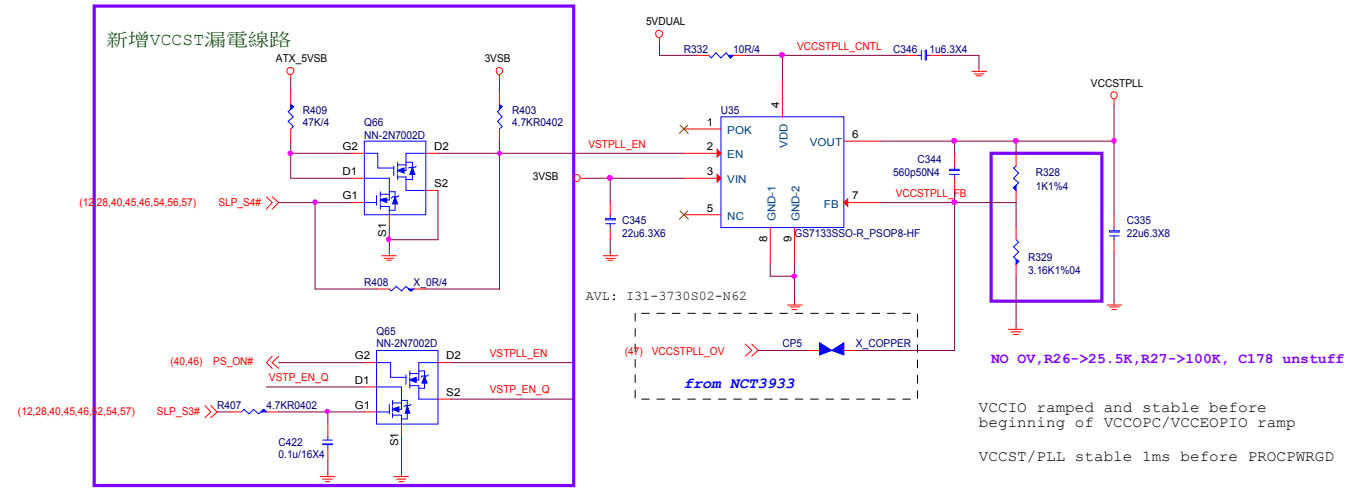 新增VCCST漏電線路
ATX_5VSB
3VSB
R409
47K/4
R403
4.7KR0402
Q66
NN-2N7002D
G2
D2
D1
S2
G1
S1
(12,28,40,45,46,54,56,57) SLP_S4#
R408 X_0R/4
Q65
NN-2N7002D
(40,46) PS_ON#
G2
D2
VSTPLL_EN
VSTP_EN_Q
D1
S2
VSTP_EN_Q
(12,28,40,45,46,52,54,57) SLP_S3#
R407 4.7KR0402
G1
S1
C422
0.1u/16X4
5VDUAL
R332 10R/4
VCCSTPLL_CNTL
C346 1u6.3X4
VCCSTPLL
U35
4
1 POK
VDD
VOUT 6
VSTPLL_EN
2 EN
3VSB
3 VIN
5 NC
GND-1
GND-2
FB 7
8
9
GS7133SSO-R_PSOP8-HF
C345
22u6.3X6
C344
560p50N4
VCCSTPLL_FB
R328
1K1%4
R329
3.16K1%04
C335
22u6.3X8
AVL: I31-3730S02-N62
(47) VCCSTPLL_OV
CP5 X_COPPER
from NCT3933
NO OV,R26->25.5K,R27->100K, C178 unstuff
VCCIO ramped and stable before
beginning of VCCOPC/VCCEOPIO ramp
VCCST/PLL stable 1ms before PROCPWRGD